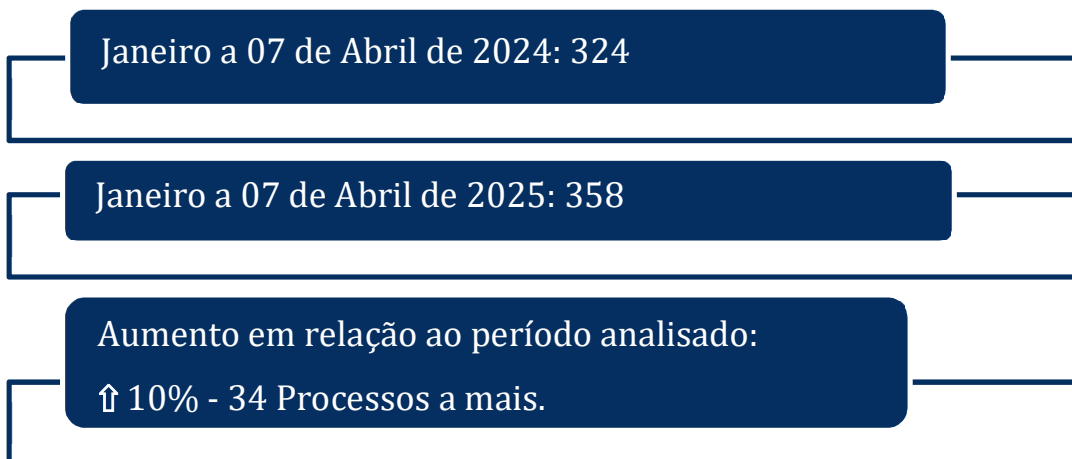 Janeiro a 07 de Abril de 2024: 324
Janeiro a 07 de Abril de 2025: 358
Aumento em relação ao período analisado:
⇧ 10% - 34 Processos a mais.